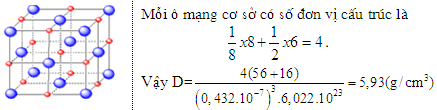 Mỗi ô mạng cơ sở có số đơn vị cấu trúc là
1/8 x8+ 1/2 x6 = 4.
Vậy D= 4(56+16) / (0,432.10^-7)^3 .6,022.10^23 = 5,93(g/cm^3)